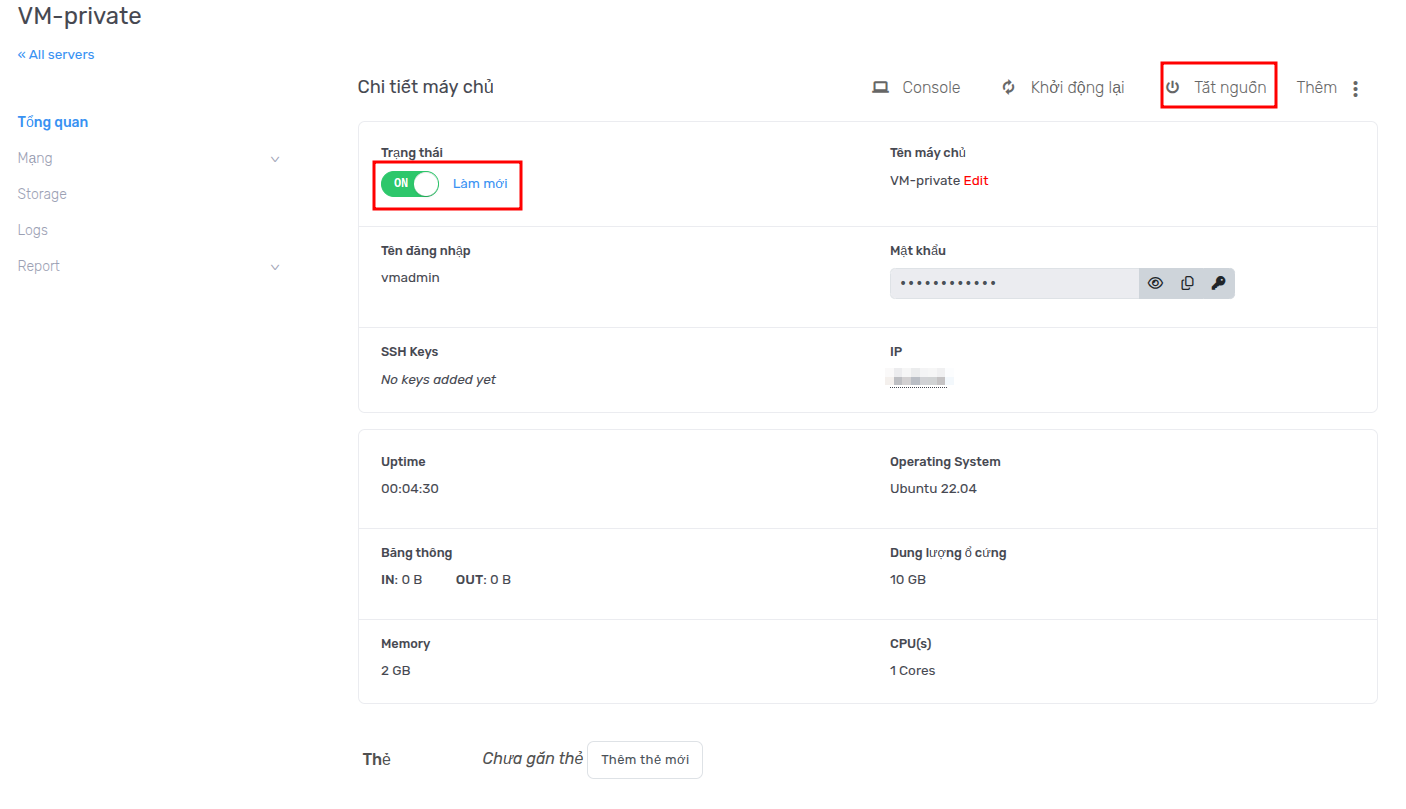 VM-private
« All servers
Chi tiết máy chủ Console Khởi động lại Tắt nguồn Thêm
Tổng quan
Mạng
Storage
Logs
Report
Trạng thái Tên máy chủ
ON Làm mới VM-private Edit
Tên đăng nhập Mật khẩu
vmadmin ••••••••••••
SSH Keys IP
No keys added yet
Uptime Operating System
00:04:30 Ubuntu 22.04
Băng thông Dung lượng ổ cứng
IN: 0 B OUT: 0 B 10 GB
Memory CPU(s)
2 GB 1 Cores
Thẻ Chưa gắn thẻ Thêm thẻ mới